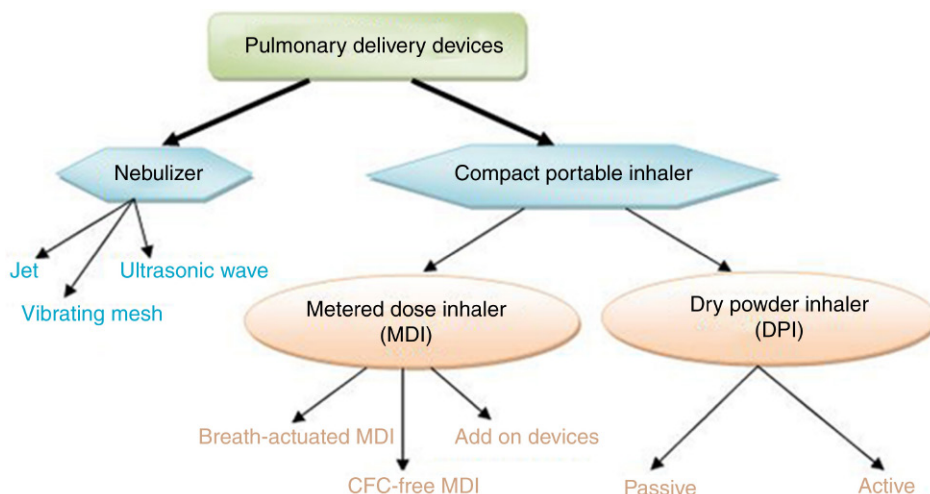 Pulmonary delivery devices
Nebulizer
Compact portable inhaler
Jet
Ultrasonic wave
Vibrating mesh
Metered dose inhaler
(MDI)
Dry powder inhaler
(DPI)
Breath-actuated MDI
Add on devices
CFC-free MDI
Passive
Active